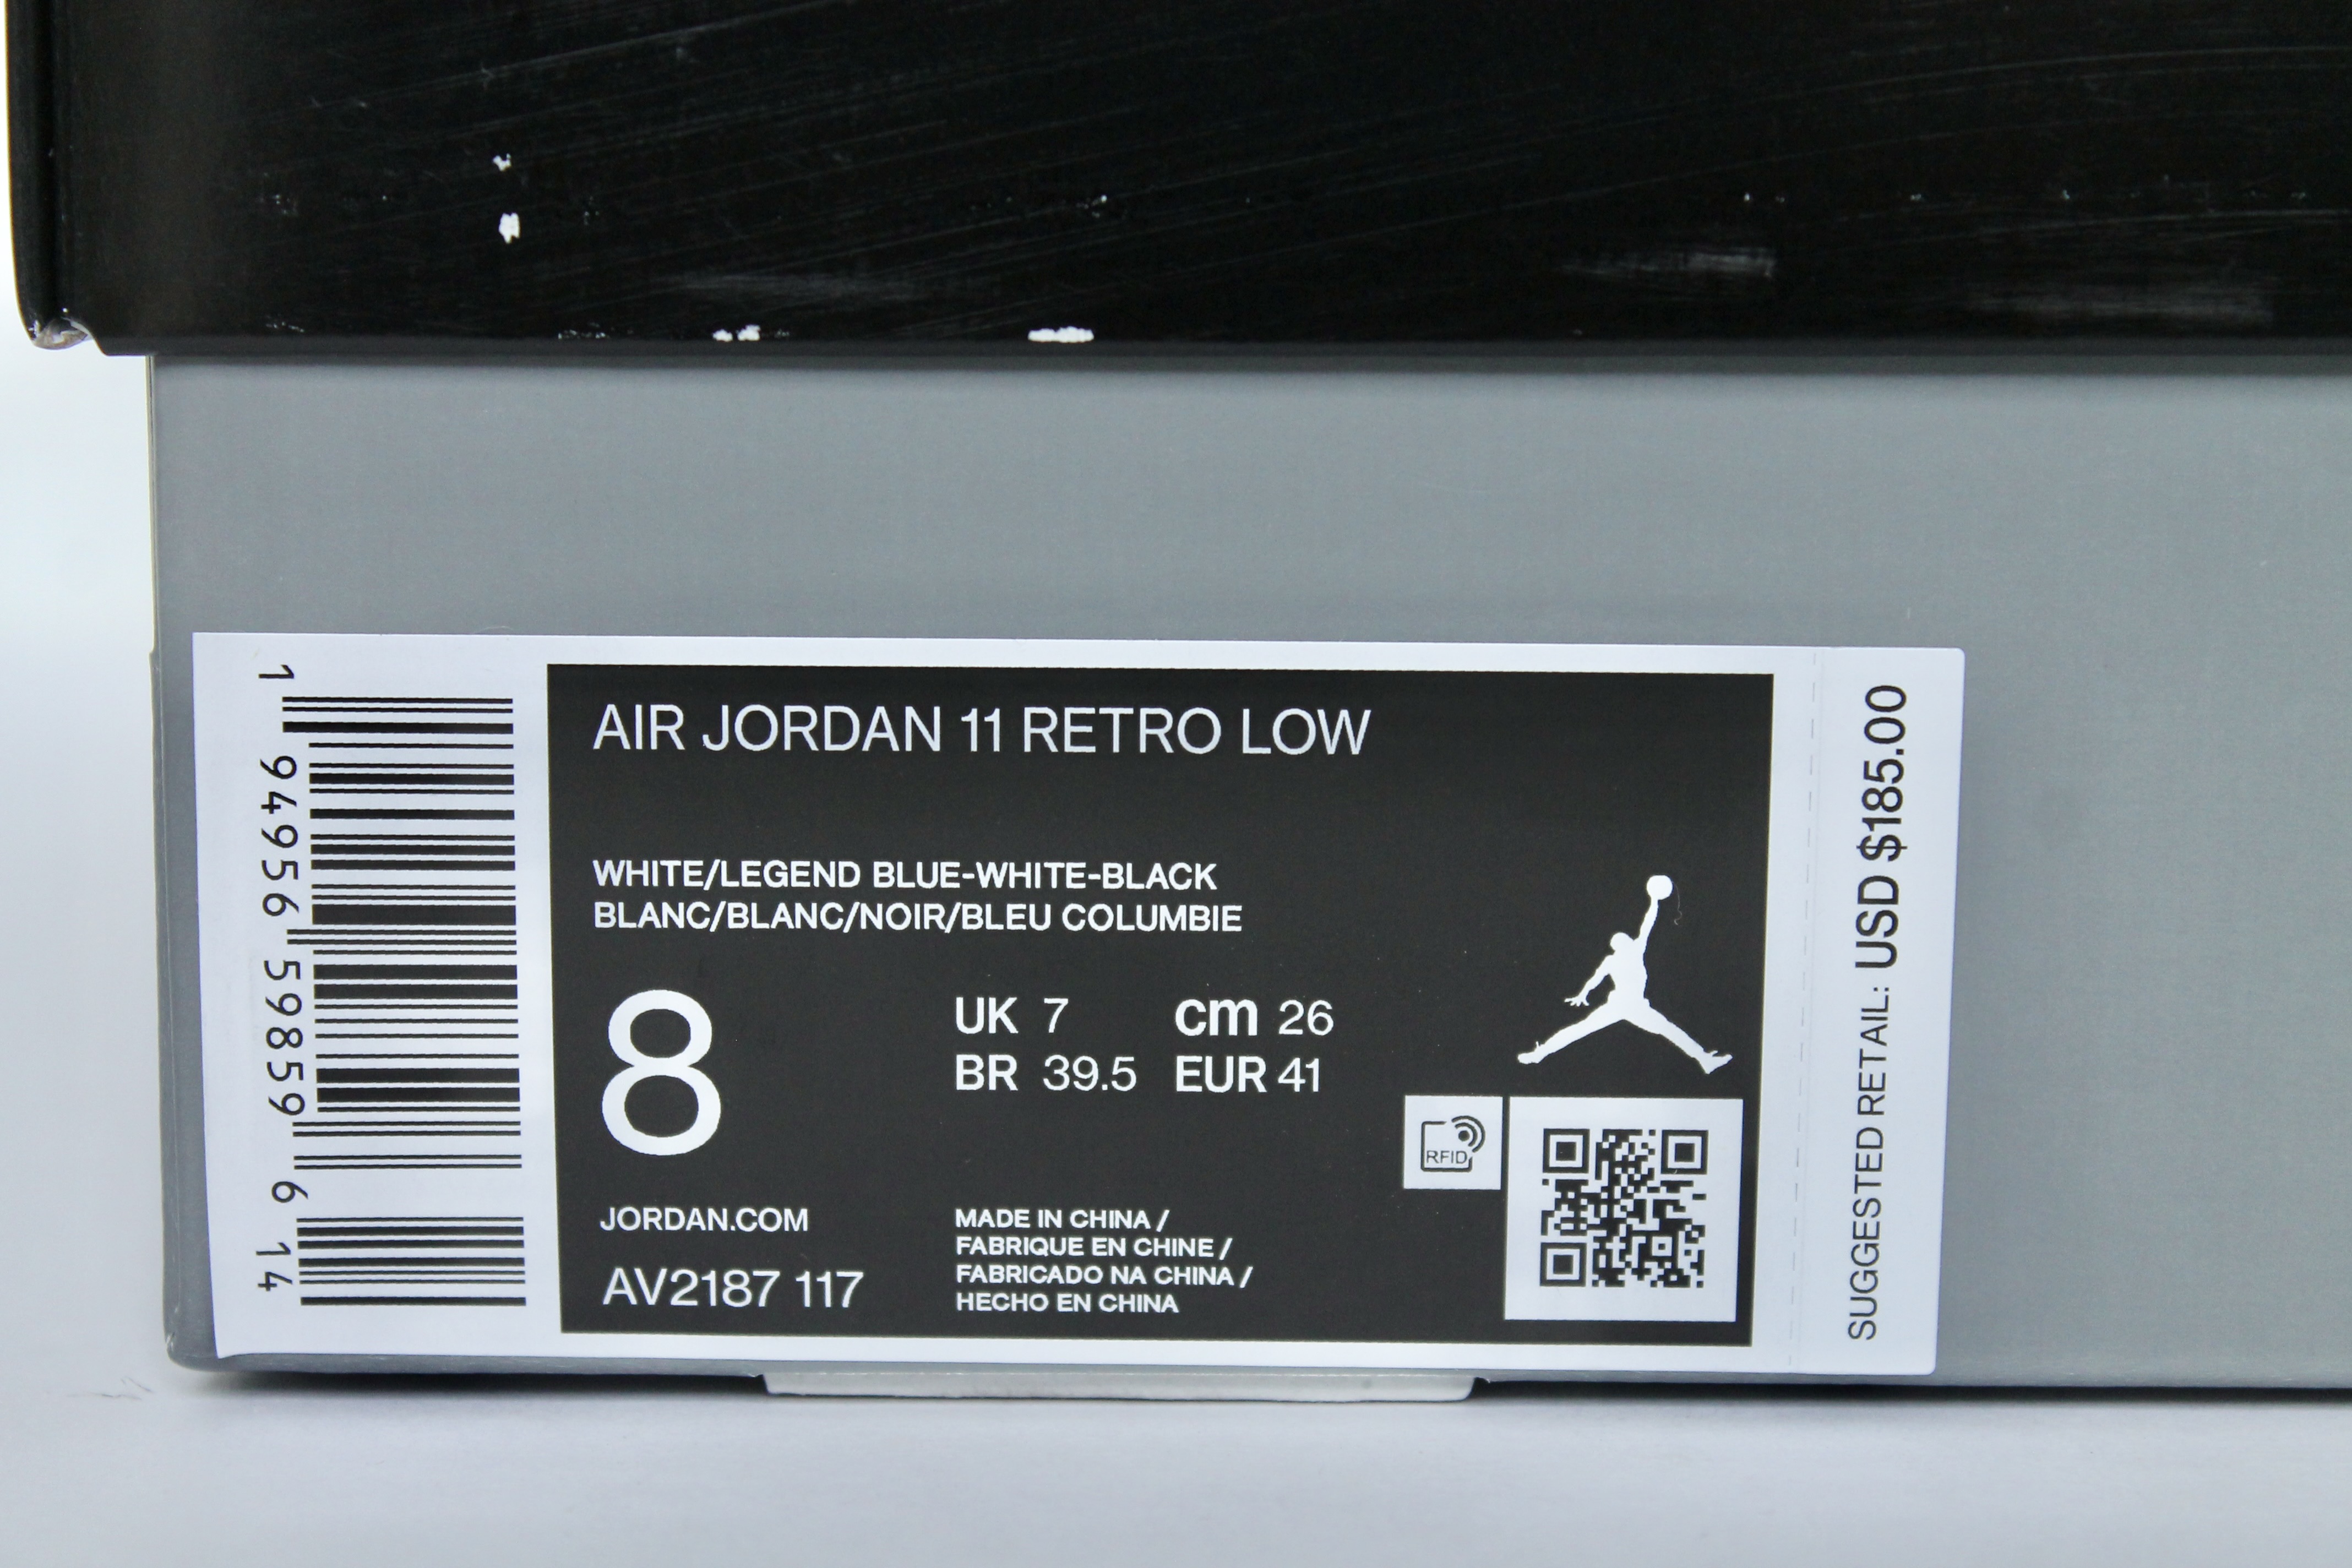 1 94956 59859 6 14
AIR JORDAN 11 RETRO LOW
WHITE/LEGEND BLUE-WHITE-BLACK
BLANC/BLANC/NOIR/BLEU COLUMBIE
8
UK 7 cm 26
BR 39.5 EUR 41
RFID
JORDAN.COM
AV2187 117
MADE IN CHINA /
FABRIQUE EN CHINE /
FABRICADO NA CHINA /
HECHO EN CHINA
SUGGESTED RETAIL: USD $185.00